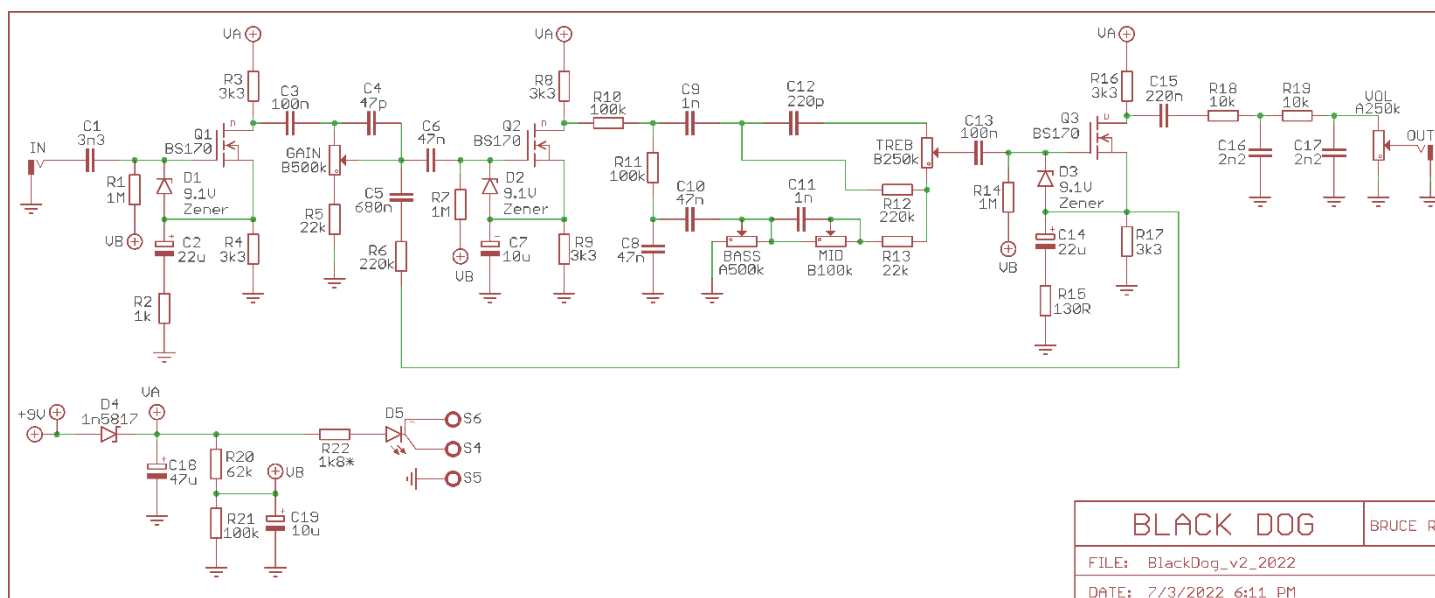 VA
VA
VA
R3
3k3
C3
100n
C4
47p
R8
3k3
R10
100k
C9
1n
C12
220p
R16
3k3
C15
220n
R18
10k
R19
10k
VOL
A250k
IN
C1
3n3
Q1
BS170
GAIN
B500k
C6
47n
Q2
BS170
R11
100k
TREB
B250k
C13
100n
Q3
BS170
C16
2n2
C17
2n2
OUT
R1
1M
D1
9.1V
Zener
C5
680n
R7
1M
D2
9.1V
Zener
C10
47n
C11
1n
R12
220k
R14
1M
D3
9.1V
Zener
VB
C2
22u
R4
3k3
R5
22k
R6
220k
VB
C7
10u
R9
3k3
C8
47n
BASS
A500k
MID
B100k
R13
22k
VB
C14
22u
R17
3k3
R2
1k
R15
130R
+9V
D4
1n5817
VA
D5
S6
S4
S5
R22
1k8*
C18
47u
R20
62k
VB
R21
100k
C19
10u
BLACK DOG
BRUCE R
FILE: BlackDog_v2_2022
DATE: 7/3/2022 6:11 PM